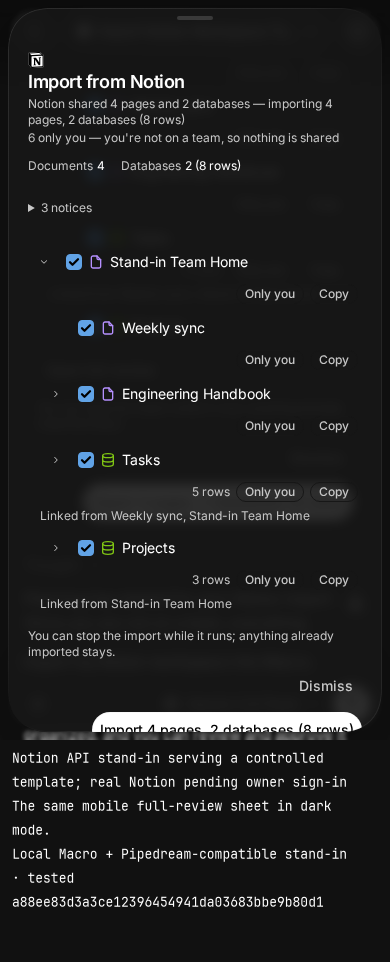 Import from Notion
Notion shared 4 pages and 2 databases — importing 4
pages, 2 databases (8 rows)
6 only you — you're not on a team, so nothing is shared
Documents 4 Databases 2 (8 rows)
3 notices
Stand-in Team Home
Only you Copy
Weekly sync
Only you Copy
Engineering Handbook
Only you Copy
Tasks
5 rows Only you Copy
Linked from Weekly sync, Stand-in Team Home
Projects
3 rows Only you Copy
Linked from Stand-in Team Home
You can stop the import while it runs; anything already
imported stays.
Dismiss
Import 4 pages, 2 databases (8 rows)
Notion API stand-in serving a controlled
template; real Notion pending owner sign-in
The same mobile full-review sheet in dark
mode.
Local Macro + Pipedream-compatible stand-in
· tested
a88ee83d3a3ce12396454941da03683bbe9b80d1